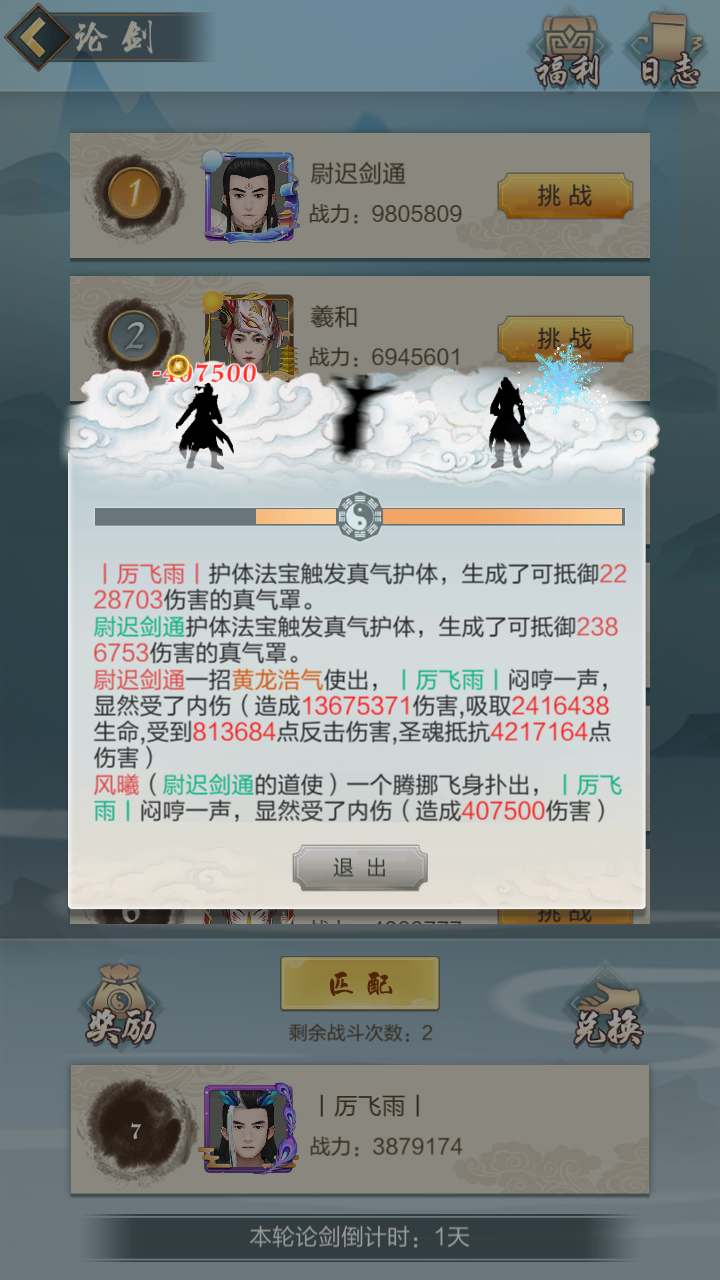 论剑
福利
日志
1
尉迟剑通
战力：9805809
挑战
2
羲和
战力：6945601
挑战
-407500
丨厉飞雨丨护体法宝触发真气护体，生成了可抵御22
28703伤害的真气罩。
尉迟剑通护体法宝触发真气护体，生成了可抵御238
6753伤害的真气罩。
尉迟剑通一招黄龙浩气使出，丨厉飞雨丨闷哼一声，
显然受了内伤（造成13675371伤害,吸取2416438
生命,受到813684点反击伤害,圣魂抵抗4217164点
伤害）
风曦（尉迟剑通的道使）一个腾挪飞身扑出，丨厉飞
雨丨闷哼一声，显然受了内伤（造成407500伤害）
退出
6
挑战
奖励
匹配
剩余战斗次数：2
兑换
7
丨厉飞雨丨
战力：3879174
本轮论剑倒计时：1天